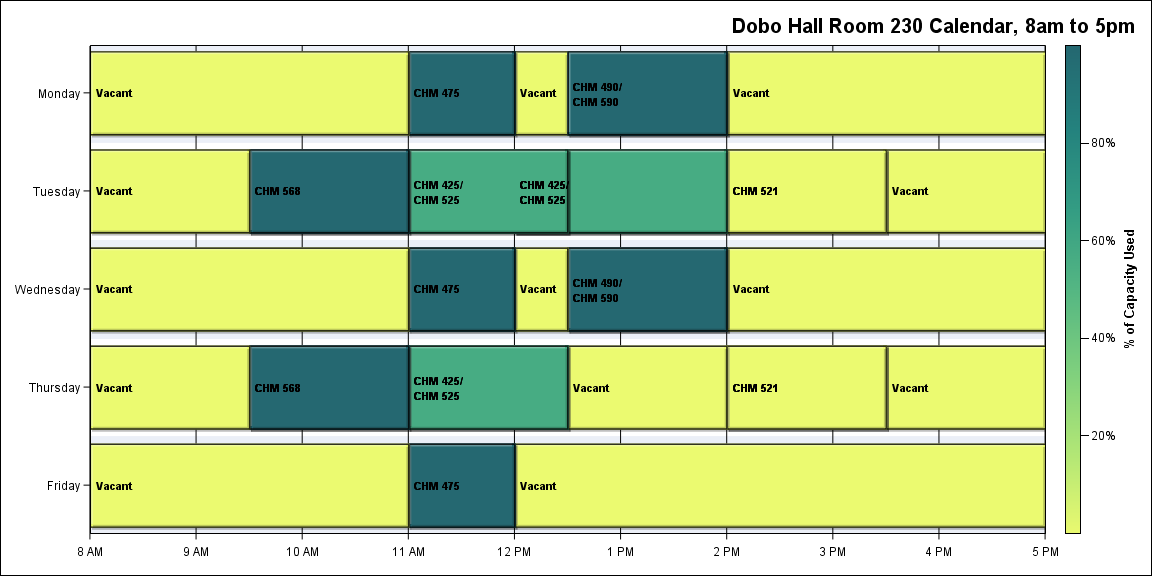 Dobo Hall Room 230 Calendar, 8am to 5pm
Monday
Vacant
CHM 475
Vacant
CHM 490/
CHM 590
Vacant
Tuesday
Vacant
CHM 568
CHM 425/
CHM 525
CHM 425/
CHM 525
CHM 521
Vacant
Wednesday
Vacant
CHM 475
Vacant
CHM 490/
CHM 590
Vacant
Thursday
Vacant
CHM 568
CHM 425/
CHM 525
Vacant
CHM 521
Vacant
Friday
Vacant
CHM 475
Vacant
8 AM
9 AM
10 AM
11 AM
12 PM
1 PM
2 PM
3 PM
4 PM
5 PM
80%
60%
40%
20%
% of Capacity Used